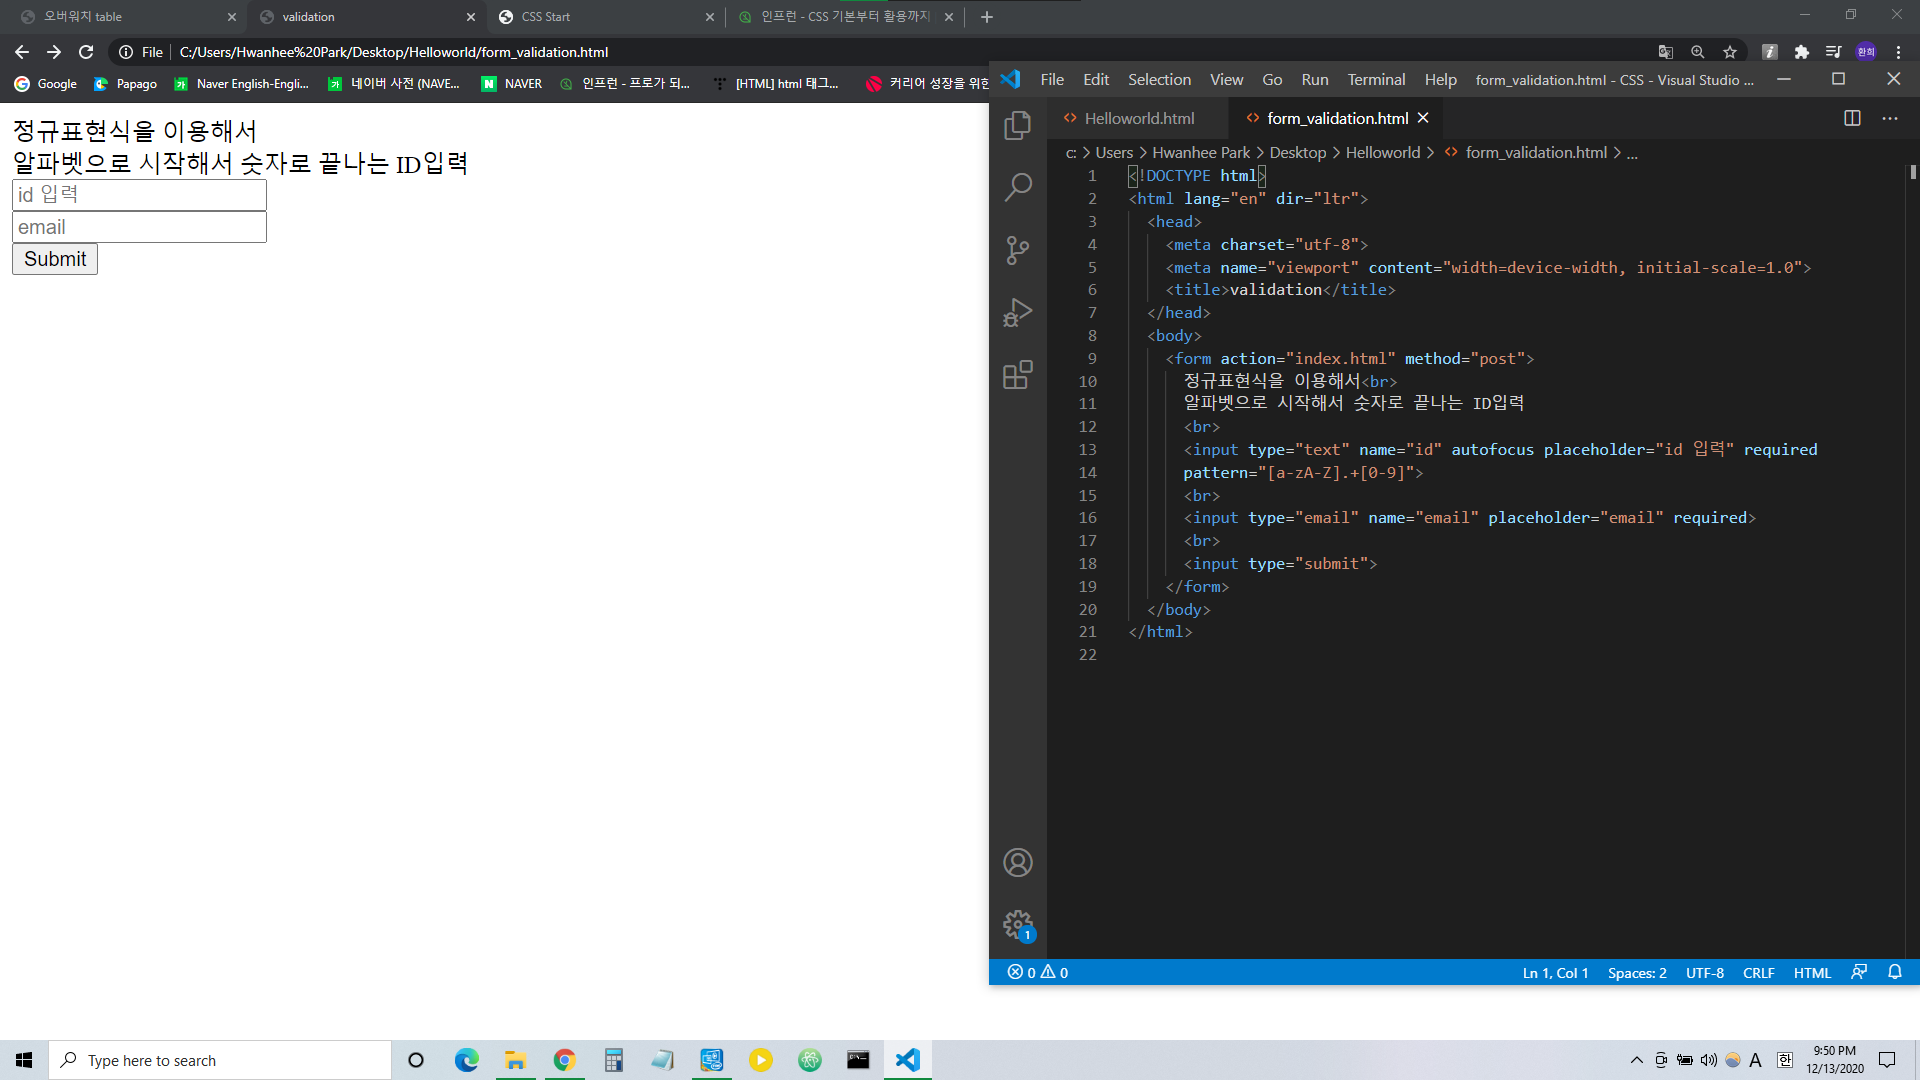 오버워치 table
validation
CSS Start
인프런 - CSS 기본부터 활용까지
File
C:/Users/Hwanhee%20Park/Desktop/Helloworld/form_validation.html
환희
Google
Papago
Naver English-Engli...
네이버 사전 (NAVE...
NAVER
인프런 - 프로가 되...
[HTML] html 태그...
커리어 성장을 위한
정규표현식을 이용해서
알파벳으로 시작해서 숫자로 끝나는 ID입력
id 입력
email
Submit
File Edit Selection View Go Run Terminal Help form_validation.html - CSS - Visual Studio ...
Helloworld.html
form_validation.html
c: > Users > Hwanhee Park > Desktop > Helloworld > form_validation.html > ...
1 <!DOCTYPE html>
2 <html lang="en" dir="ltr">
3 <head>
4 <meta charset="utf-8">
5 <meta name="viewport" content="width=device-width, initial-scale=1.0">
6 <title>validation</title>
7 </head>
8 <body>
9 <form action="index.html" method="post">
10 정규표현식을 이용해서<br>
11 알파벳으로 시작해서 숫자로 끝나는 ID입력
12 <br>
13 <input type="text" name="id" autofocus placeholder="id 입력" required
14 pattern="[a-zA-Z].+[0-9]">
15 <br>
16 <input type="email" name="email" placeholder="email" required>
17 <br>
18 <input type="submit">
19 </form>
20 </body>
21 </html>
22
1
0 0
Ln 1, Col 1 Spaces: 2 UTF-8 CRLF HTML
Type here to search
A
한
9:50 PM
12/13/2020